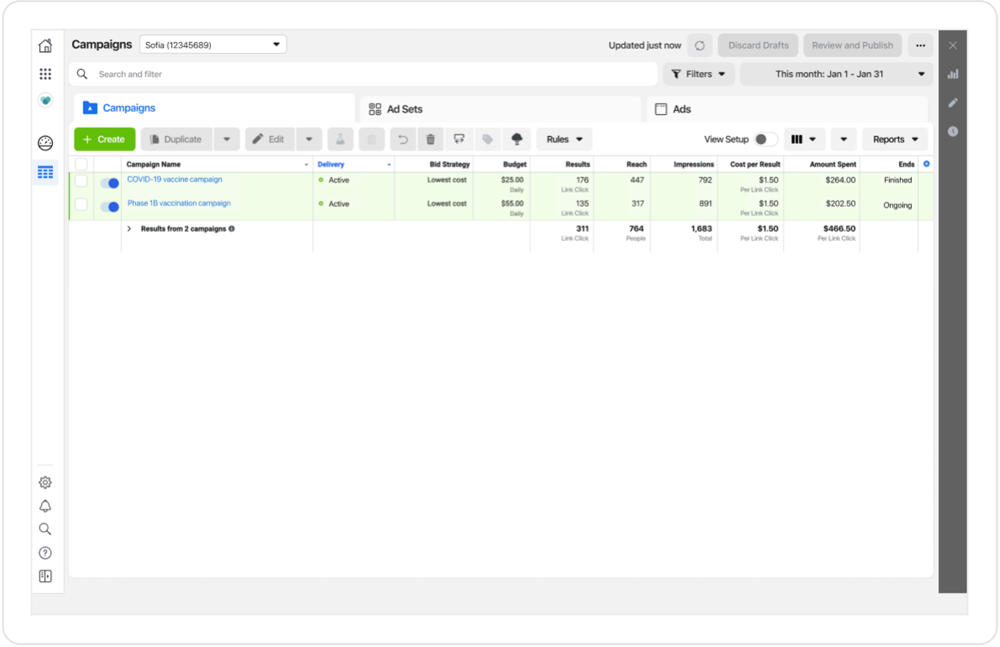 Campaigns
Sofia (12345689)
Updated just now
Discard Drafts
Review and Publish
Search and filter
Filters
This month: Jan 1 - Jan 31
Campaigns
Ad Sets
Ads
+ Create
Duplicate
Edit
Rules
View Setup
Reports
Campaign Name Delivery Bid Strategy Budget Results Reach Impressions Cost per Result Amount Spent Ends
COVID-19 vaccine campaign Active Lowest cost $25.00 176 447 792 $1.50 $264.00 Finished
Daily Link Click Per Link Click
Phase 1B vaccination campaign Active Lowest cost $55.00 135 317 891 $1.50 $202.50 Ongoing
Daily Link Click Per Link Click
Results from 2 campaigns 311 764 1,683 $1.50 $466.50
Link Click People Total Per Link Click Per Link Click